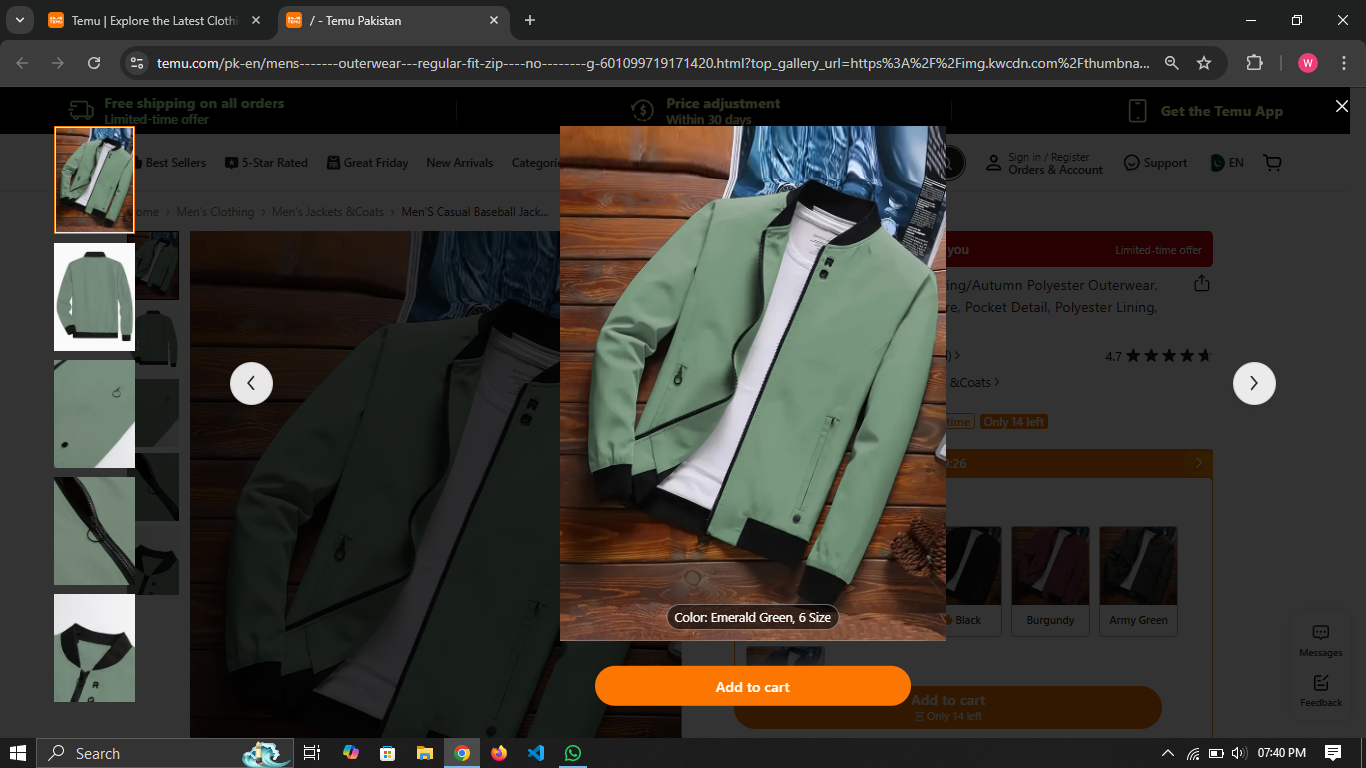 Temu | Explore the Latest Clothi
/ - Temu Pakistan
temu.com/pk-en/mens-------outerwear---regular-fit-zip----no--------g-601099719171420.html?top_gallery_url=https%3A%2F%2Fimg.kwcdn.com%2Fthumbna...
W
Free shipping on all orders
Limited-time offer
Price adjustment
Within 30 days
Get the Temu App
Best Sellers
5-Star Rated
Great Friday
New Arrivals
Categorie
Sign in / Register
Orders & Account
Support
EN
ome > Men's Clothing > Men's Jackets &Coats > Men'S Casual Baseball Jack...
you
Limited-time offer
ing/Autumn Polyester Outerwear,
re, Pocket Detail, Polyester Lining,
4.7
&Coats >
time
Only 14 left
:26
Black
Burgundy
Army Green
Color: Emerald Green, 6 Size
Add to cart
Add to cart
Only 14 left
Messages
Feedback
Search
07:40 PM